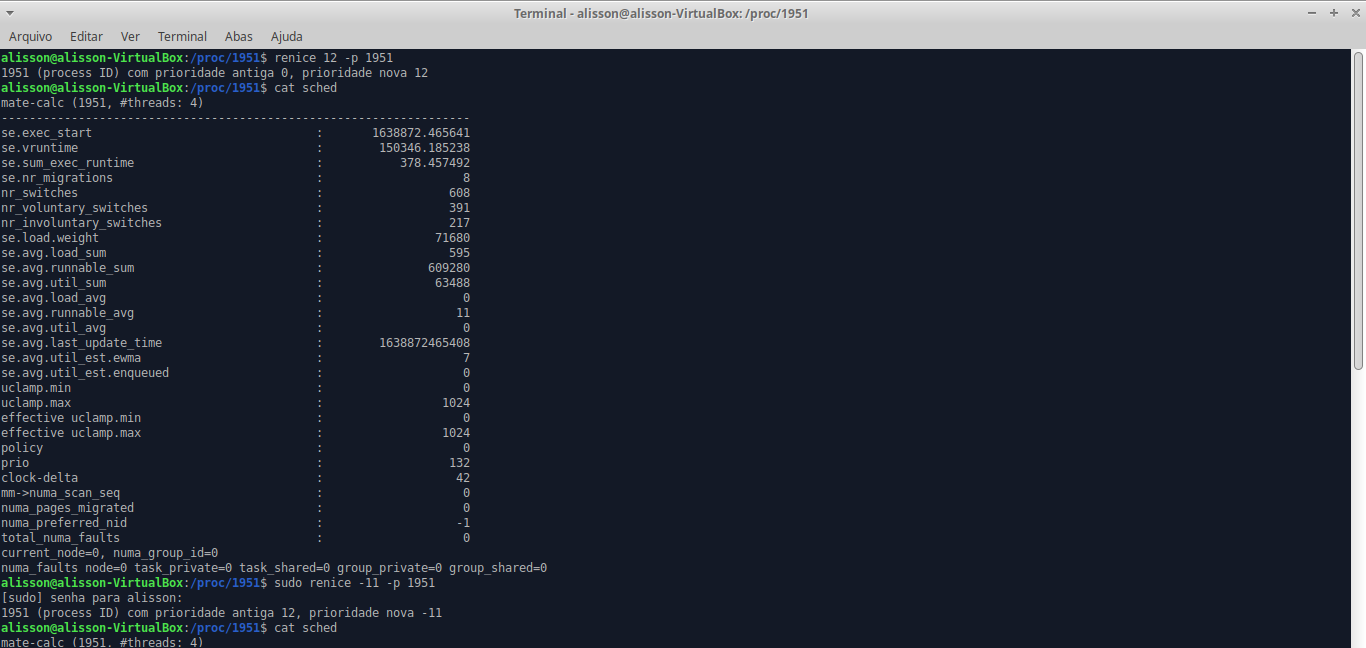 Terminal - alisson@alisson-VirtualBox: /proc/1951
Arquivo Editar Ver Terminal Abas Ajuda
alisson@alisson-VirtualBox:/proc/1951$ renice 12 -p 1951
1951 (process ID) com prioridade antiga 0, prioridade nova 12
alisson@alisson-VirtualBox:/proc/1951$ cat sched
mate-calc (1951, #threads: 4)
-------------------------------------------------------------------
se.exec_start : 1638872.465641
se.vruntime : 150346.185238
se.sum_exec_runtime : 378.457492
se.nr_migrations : 8
nr_switches : 608
nr_voluntary_switches : 391
nr_involuntary_switches : 217
se.load.weight : 71680
se.avg.load_sum : 595
se.avg.runnable_sum : 609280
se.avg.util_sum : 63488
se.avg.load_avg : 0
se.avg.runnable_avg : 11
se.avg.util_avg : 0
se.avg.last_update_time : 1638872465408
se.avg.util_est.ewma : 7
se.avg.util_est.enqueued : 0
uclamp.min : 0
uclamp.max : 1024
effective uclamp.min : 0
effective uclamp.max : 1024
policy : 0
prio : 132
clock-delta : 42
mm->numa_scan_seq : 0
numa_pages_migrated : 0
numa_preferred_nid : -1
total_numa_faults : 0
current_node=0, numa_group_id=0
numa_faults node=0 task_private=0 task_shared=0 group_private=0 group_shared=0
alisson@alisson-VirtualBox:/proc/1951$ sudo renice -11 -p 1951
[sudo] senha para alisson:
1951 (process ID) com prioridade antiga 12, prioridade nova -11
alisson@alisson-VirtualBox:/proc/1951$ cat sched
mate-calc (1951, #threads: 4)